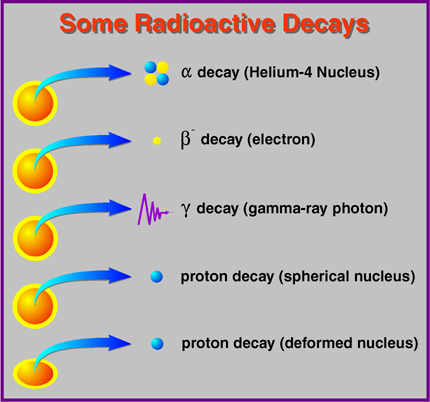 Some Radioactive Decays
α decay (Helium-4 Nucleus)
β⁻ decay (electron)
γ decay (gamma-ray photon)
proton decay (spherical nucleus)
proton decay (deformed nucleus)